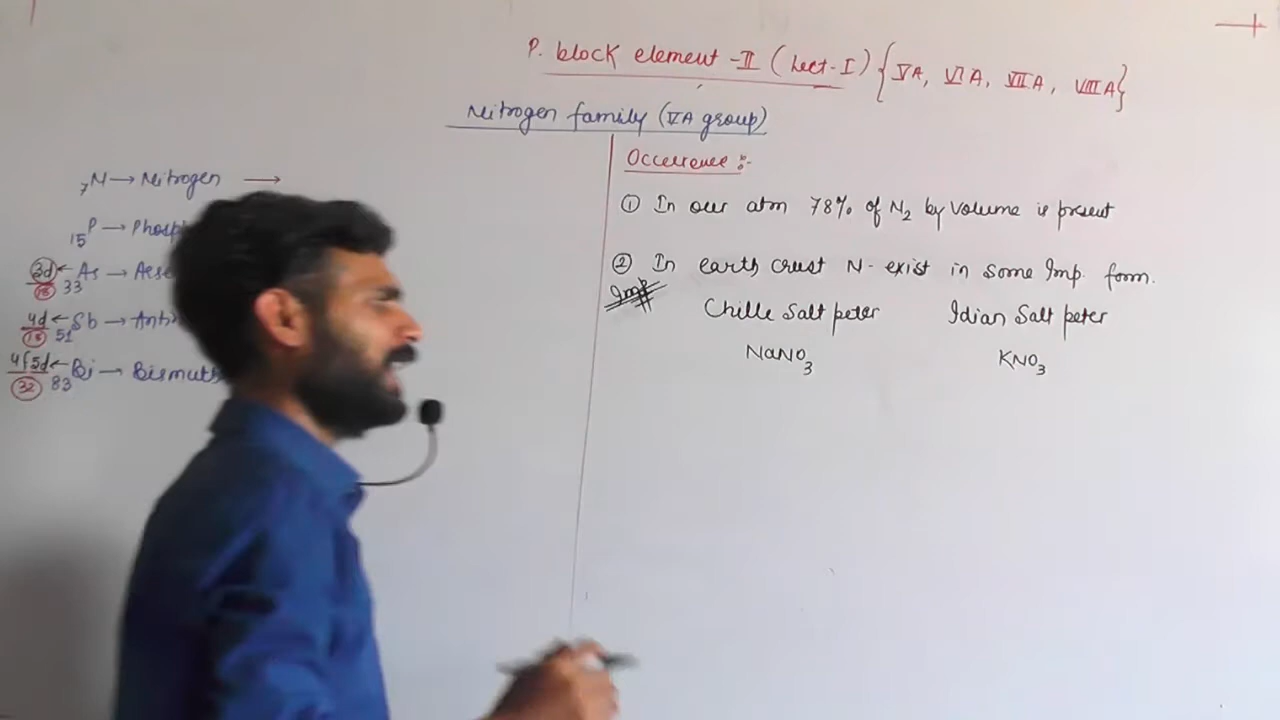 P. block element -II (Lect-I) {VA, VIA, VIIA, VIIIA}
Nitrogen family (VA group)
7N → Nitrogen →
15P → Phosp
3d ← As → Arse
18 33
4d ← Sb → Anti
18 51
4f5d ← Bi → Bismuth
32 83
Occurrence :-
① In our atm 78% of N2 by volume is present
② In earth crust N- exist in some Imp. form.
Imp
Chille Salt peter Idian Salt peter
NaNO3 KNO3